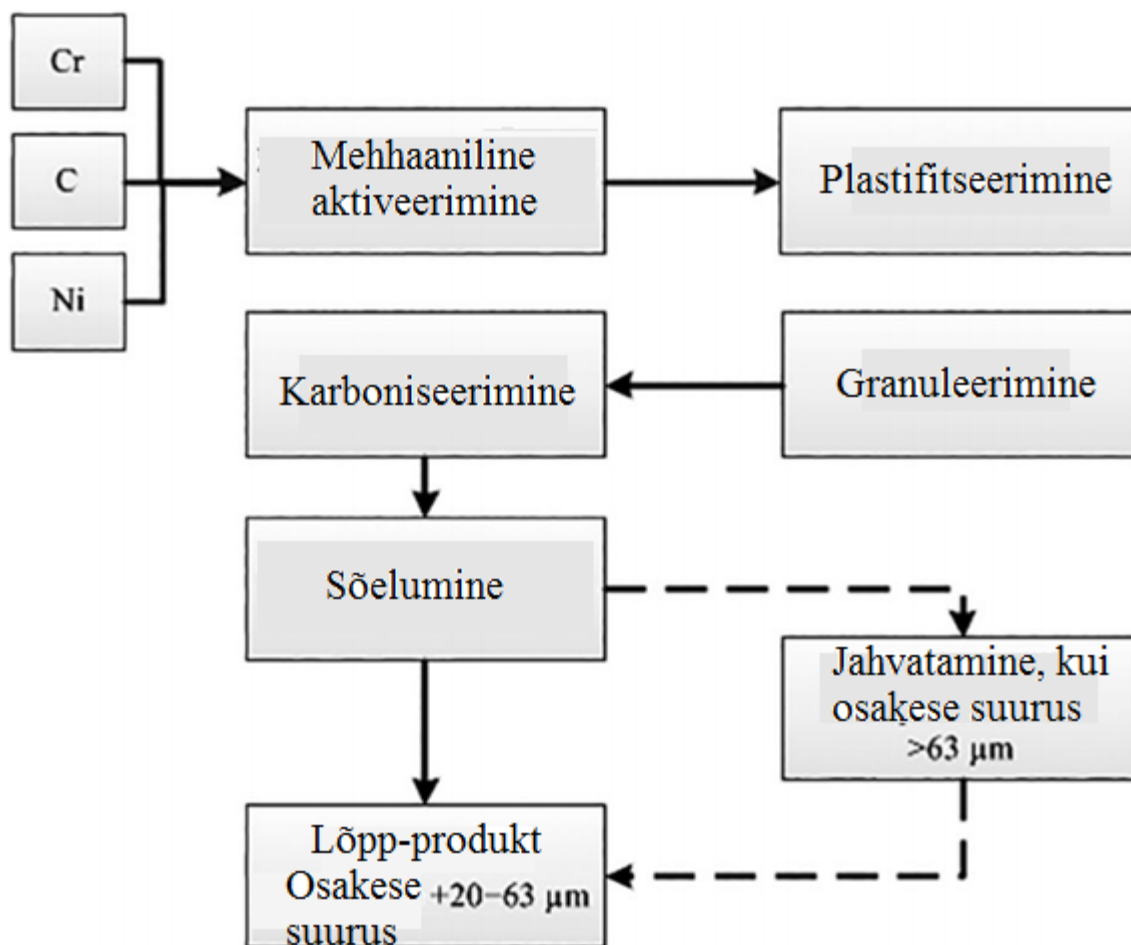 Cr
C
Ni
Mehhaaniline
aktiveerimine
Plastifitseerimine
Karboniseerimine
Granuleerimine
Sõelumine
Jahvatamine, kui
osakese suurus
>63 µm
Lõpp-produkt
Osakese +20−63 µm
suurus